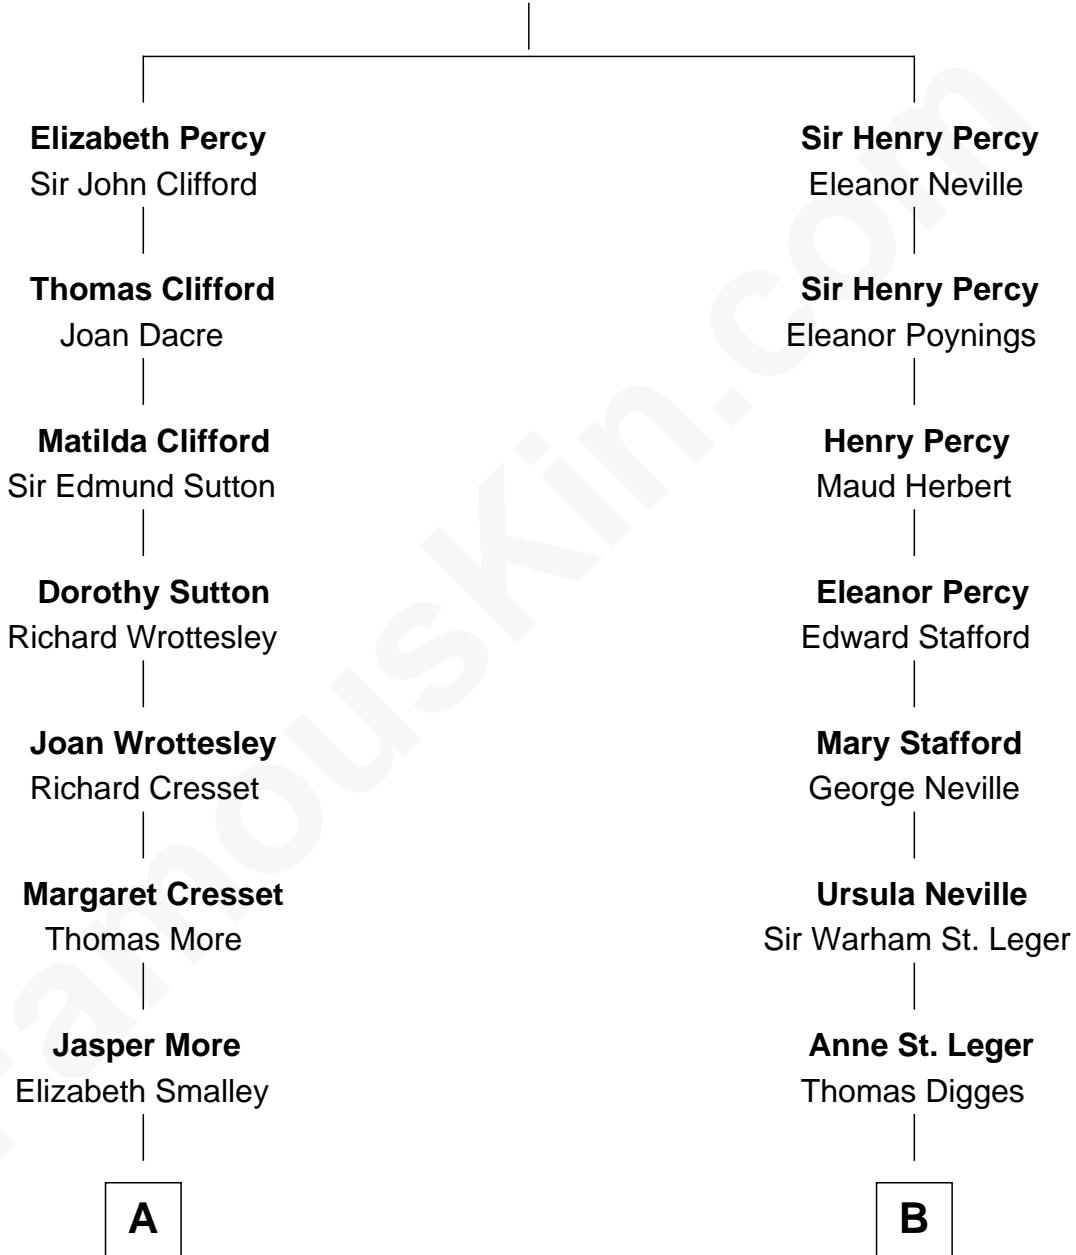 Elizabeth Percy
Sir John Clifford
Thomas Clifford
Joan Dacre
Matilda Clifford
Sir Edmund Sutton
Dorothy Sutton
Richard Wrottesley
Joan Wrottesley
Richard Cresset
Margaret Cresset
Thomas More
Jasper More
Elizabeth Smalley
A
Sir Henry Percy
Eleanor Neville
Sir Henry Percy
Eleanor Poynings
Henry Percy
Maud Herbert
Eleanor Percy
Edward Stafford
Mary Stafford
George Neville
Ursula Neville
Sir Warham St. Leger
Anne St. Leger
Thomas Digges
B
FamousKin.com